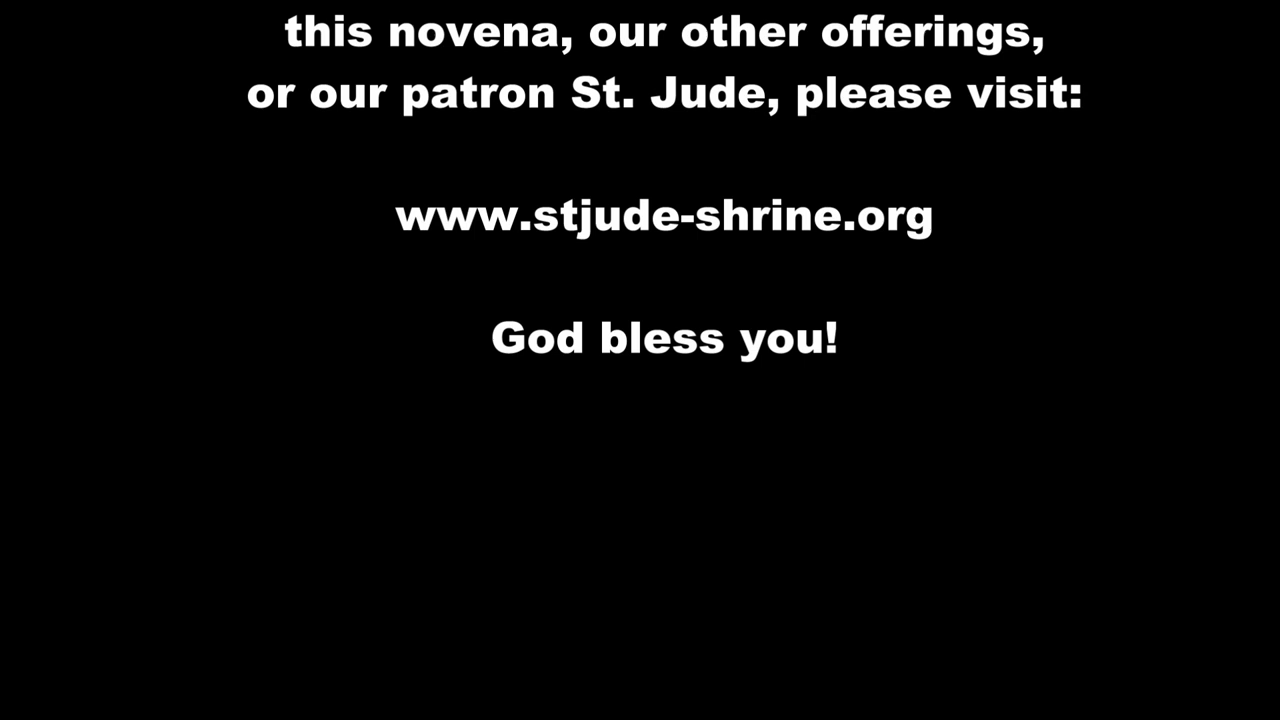 this novena, our other offerings,
or our patron St. Jude, please visit:
www.stjude-shrine.org
God bless you!